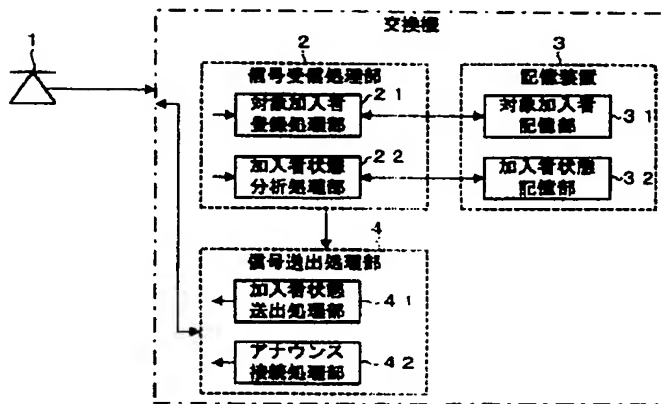 交換機
1
2
信号受信処理部
対象加入者
登録処理部
21
加入者状態
分析処理部
22
3
記憶装置
対象加入者
記憶部
31
加入者状態
記憶部
32
4
信号送出処理部
加入者状態
送出処理部
41
アナウンス
接続処理部
42